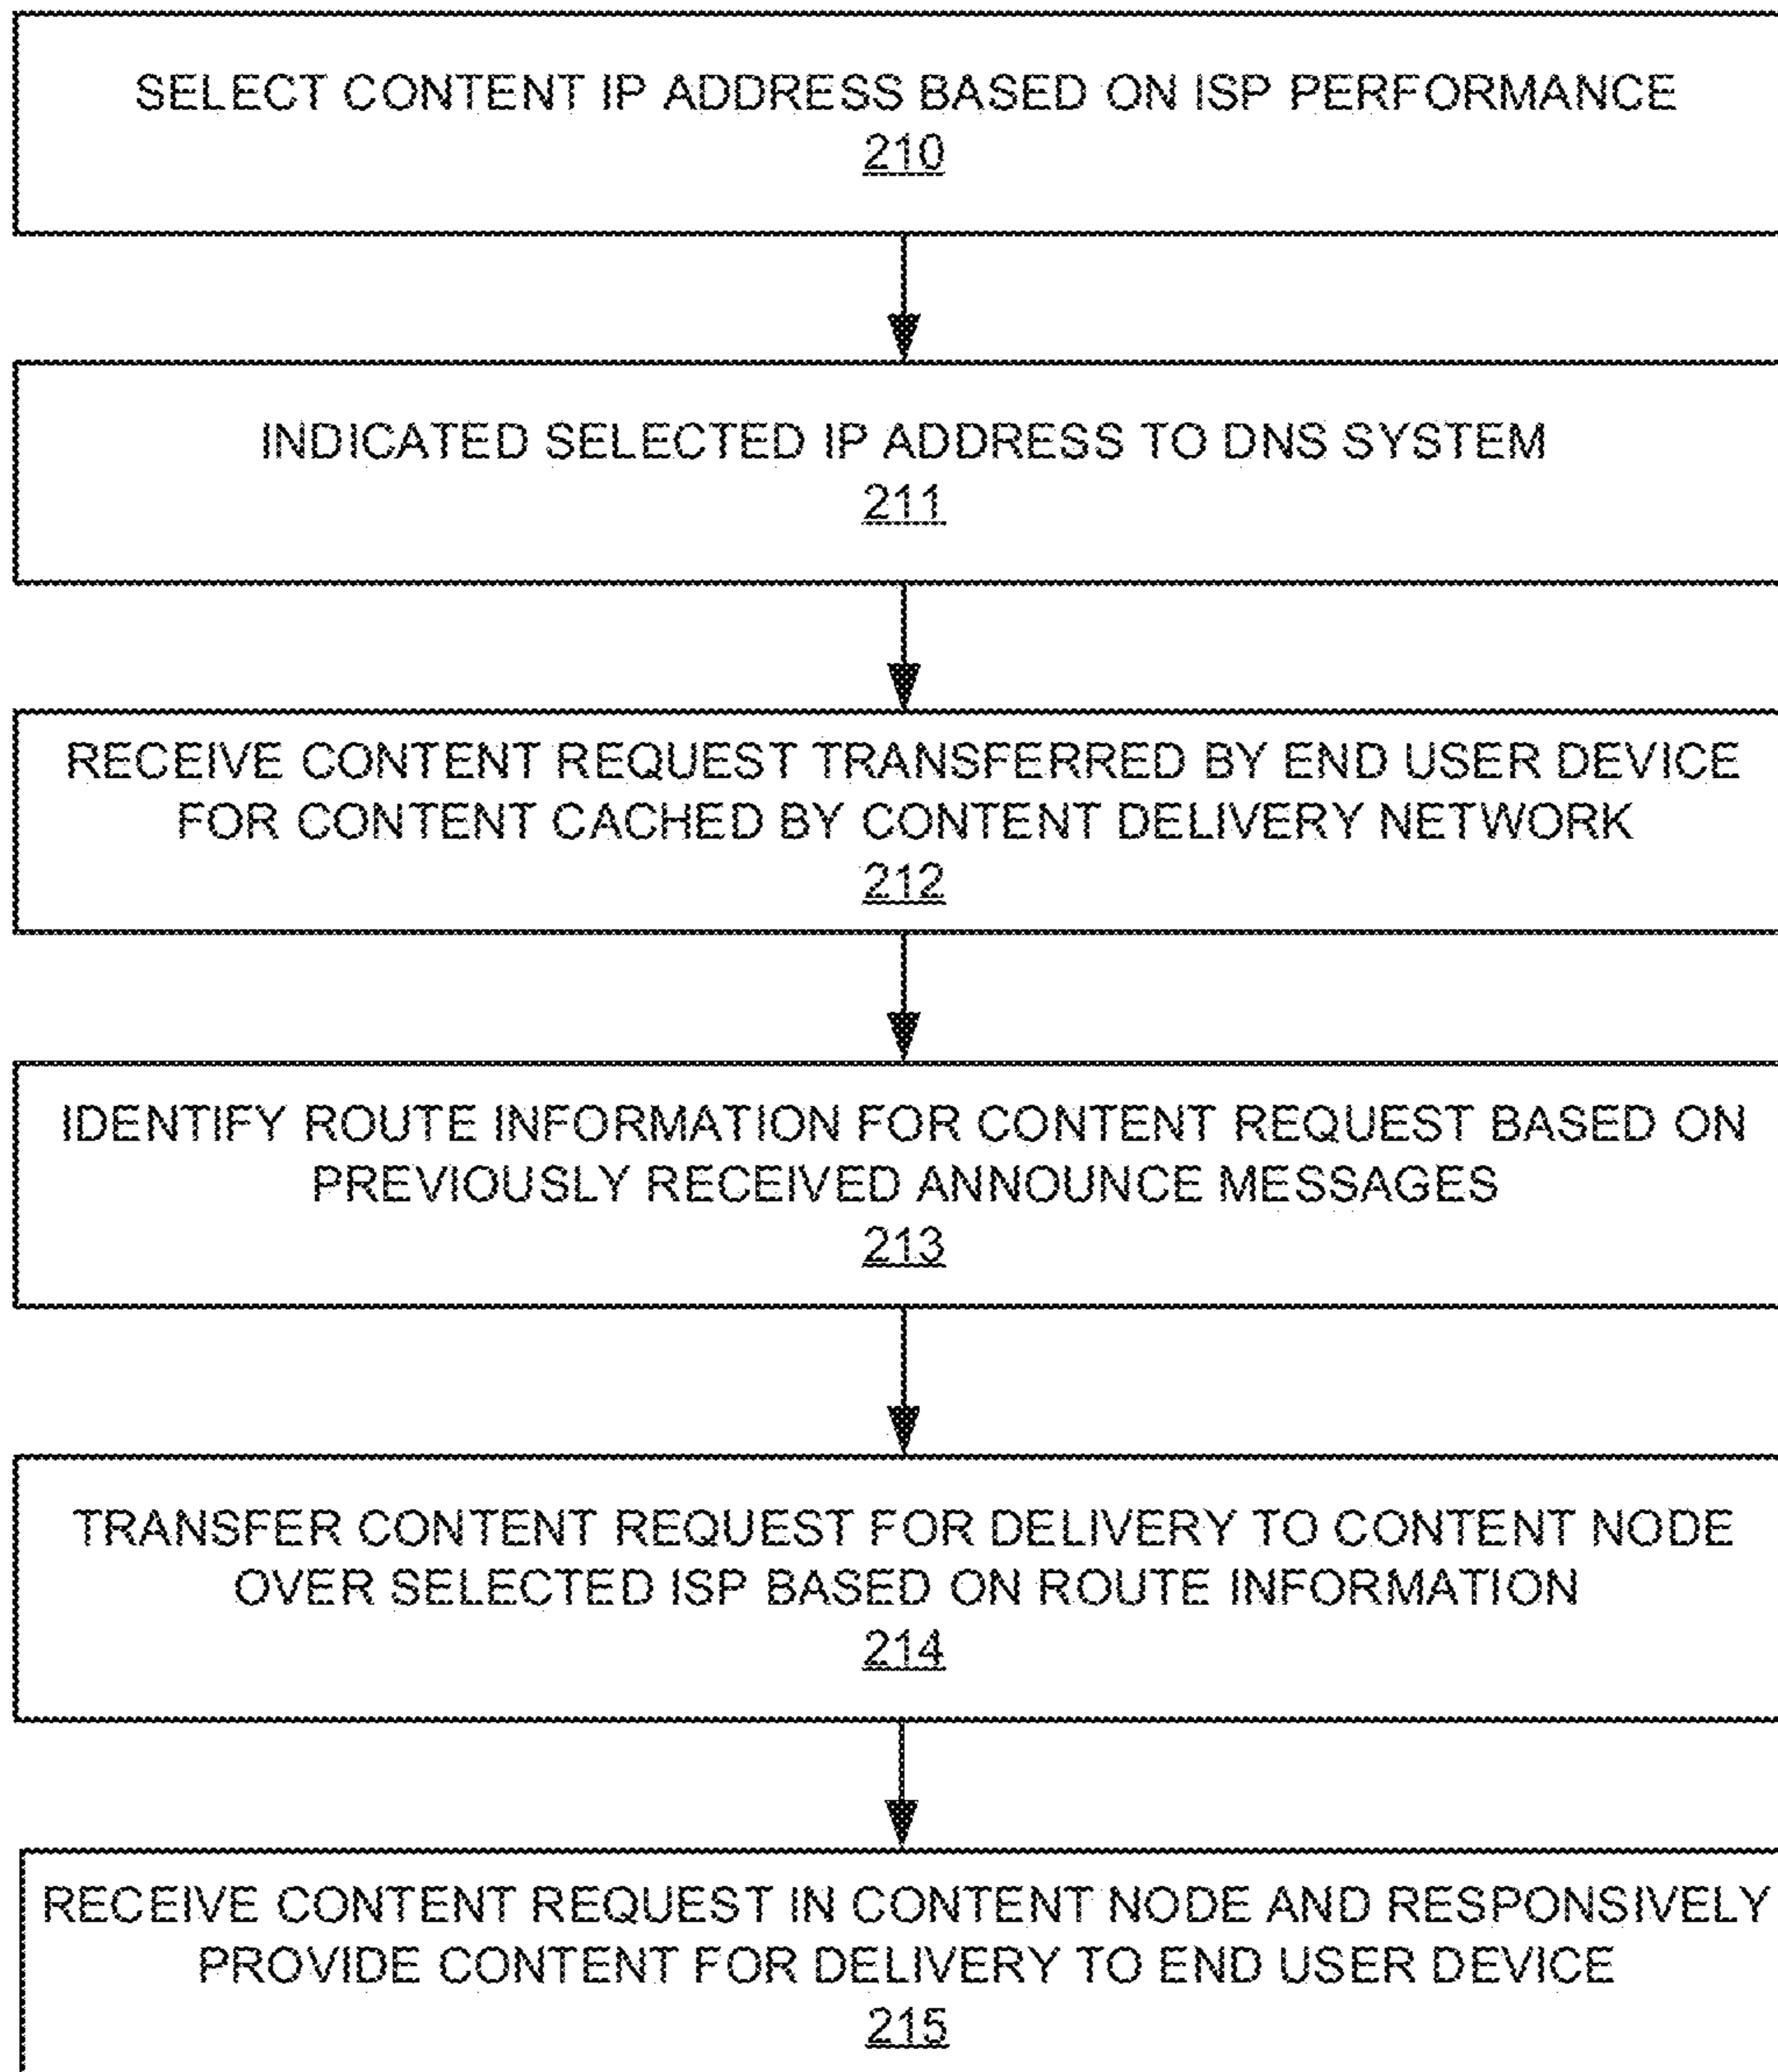 SELECT CONTENT IP ADDRESS BASED ON ISP PERFORMANCE
210
INDICATED SELECTED IP ADDRESS TO DNS SYSTEM
211
RECEIVE CONTENT REQUEST TRANSFERRED BY END USER DEVICE
FOR CONTENT CACHED BY CONTENT DELIVERY NETWORK
212
IDENTIFY ROUTE INFORMATION FOR CONTENT REQUEST BASED ON
PREVIOUSLY RECEIVED ANNOUNCE MESSAGES
213
TRANSFER CONTENT REQUEST FOR DELIVERY TO CONTENT NODE
OVER SELECTED ISP BASED ON ROUTE INFORMATION
214
RECEIVE CONTENT REQUEST IN CONTENT NODE AND RESPONSIVELY
PROVIDE CONTENT FOR DELIVERY TO END USER DEVICE
215